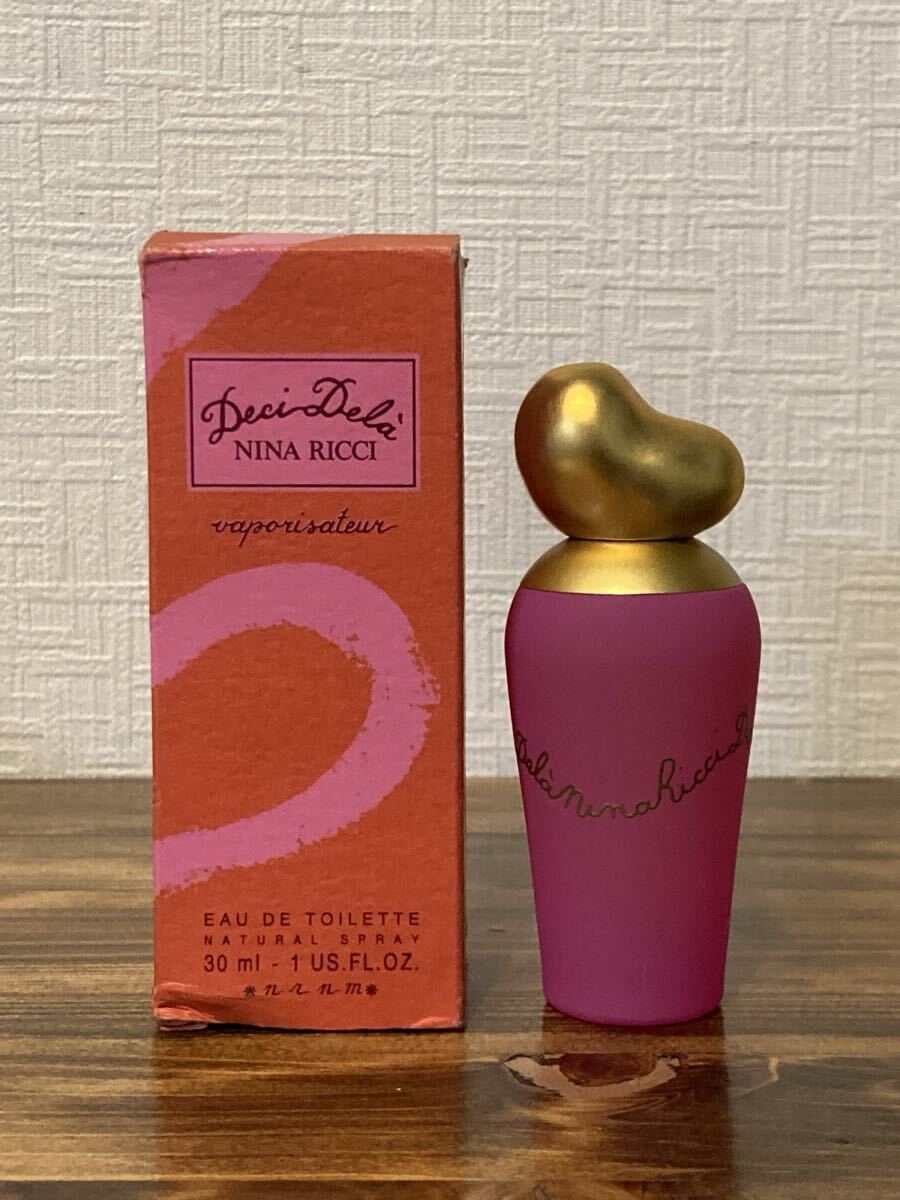 Deci Delà
NINA RICCI
vaporisateur
EAU DE TOILETTE
NATURAL SPRAY
30 ml - 1 US.FL.OZ.
*nrnm*
Delà Nina Ricci D